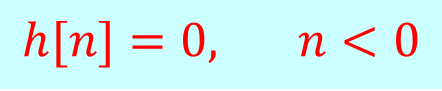 h[n] = 0, n < 0